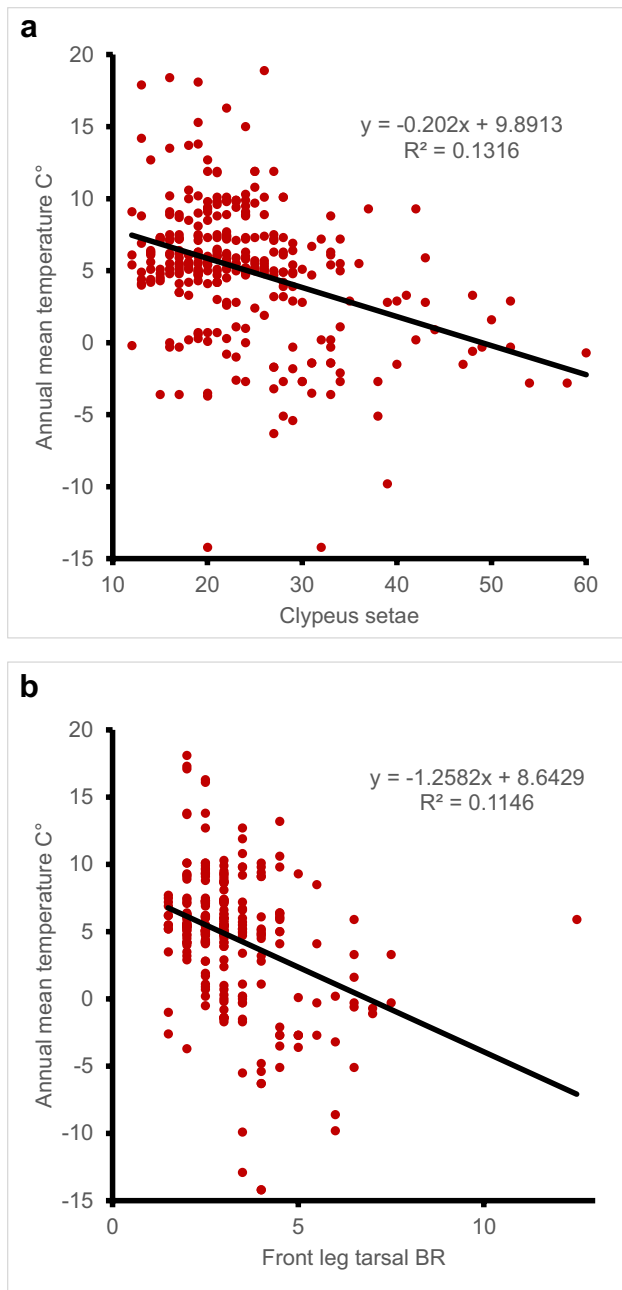 a
20
15
10
5
0
-5
-10
-15
Annual mean temperature C°
y = -0.202x + 9.8913
R² = 0.1316
10 20 30 40 50 60
Clypeus setae
b
20
15
10
5
0
-5
-10
-15
Annual mean temperature C°
y = -1.2582x + 8.6429
R² = 0.1146
0 5 10
Front leg tarsal BR